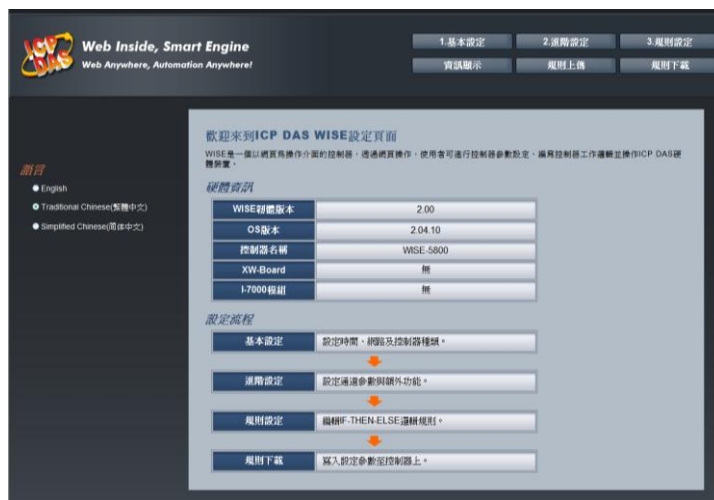 ICP
DAS
Web Inside, Smart Engine
Web Anywhere, Automation Anywhere!
1.基本設定 2.進階設定 3.規則設定
資訊顯示 規則上傳 規則下載
語言
English
Traditional Chinese(繁體中文)
Simplified Chinese(简体中文)
歡迎來到ICP DAS WISE設定頁面
WISE是一個以網頁為操作介面的控制器，透過網頁操作，使用者可進行控制器參數設定、編寫控制器工作邏輯並操作ICP DAS硬
體裝置。
硬體資訊
WISE韌體版本 2.00
OS版本 2.04.10
控制器名稱 WISE-5800
XW-Board 無
I-7000模組 無
設定流程
基本設定 設定時間、網路及控制器種類。
進階設定 設定通道參數與額外功能。
規則設定 編輯IF-THEN-ELSE邏輯規則。
規則下載 寫入設定參數至控制器上。